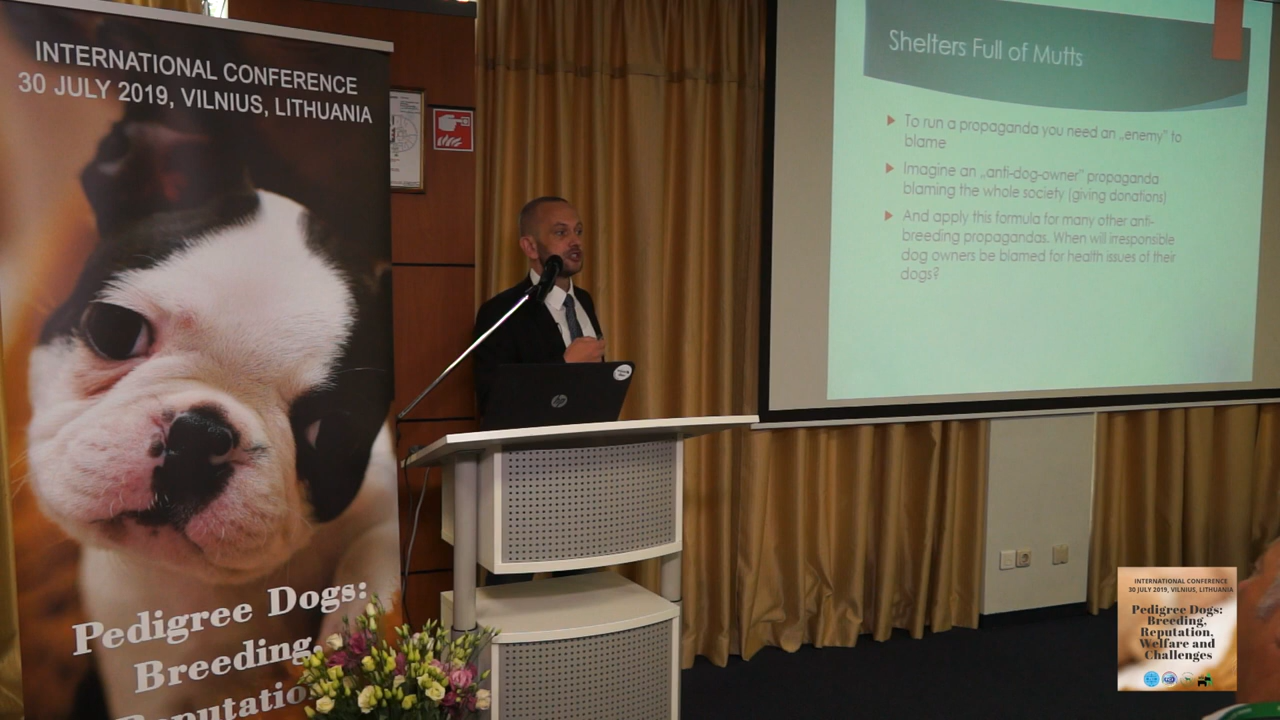 INTERNATIONAL CONFERENCE
30 JULY 2019, VILNIUS, LITHUANIA
Pedigree Dogs:
Breeding,
Reputatio
hp
Shelters Full of Mutts
To run a propaganda you need an „enemy" to
blame
Imagine an „anti-dog-owner" propaganda
blaming the whole society (giving donations)
And apply this formula for many other anti-
breeding propagandas. When will irresponsible
dog owners be blamed for health issues of their
dogs?
INTERNATIONAL CONFERENCE
30 JULY 2019, VILNIUS, LITHUANIA
Pedigree Dogs:
Breeding,
Reputation,
Welfare and
Challenges